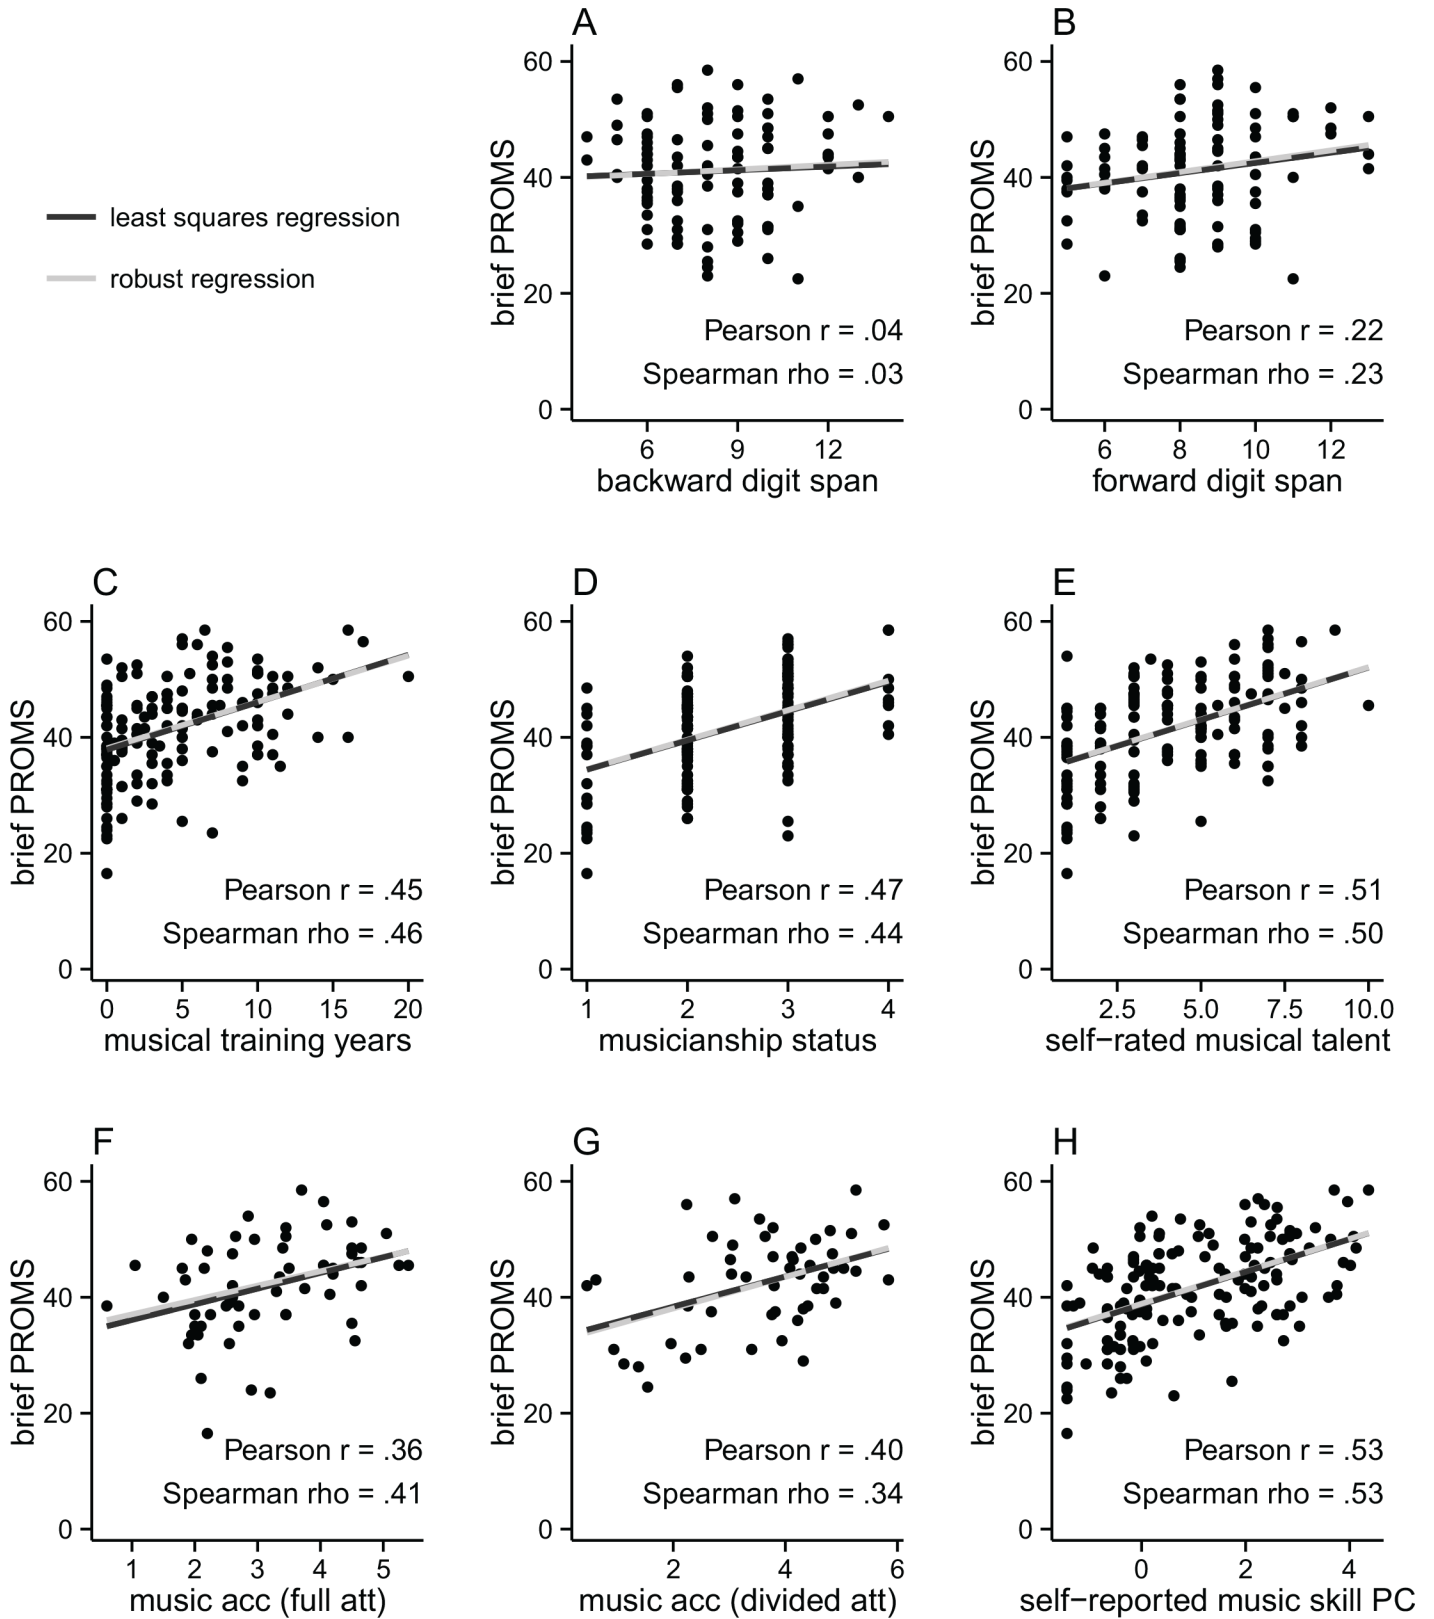 A
60
40
20
0
brief PROMS
Pearson r = .04
Spearman rho = .03
6 9 12
backward digit span
B
60
40
20
0
brief PROMS
Pearson r = .22
Spearman rho = .23
6 8 10 12
forward digit span
least squares regression
robust regression
C
60
40
20
0
brief PROMS
Pearson r = .45
Spearman rho = .46
0 5 10 15 20
musical training years
D
60
40
20
0
brief PROMS
Pearson r = .47
Spearman rho = .44
1 2 3 4
musicianship status
E
60
40
20
0
brief PROMS
Pearson r = .51
Spearman rho = .50
2.5 5.0 7.5 10.0
self−rated musical talent
F
60
40
20
0
brief PROMS
Pearson r = .36
Spearman rho = .41
1 2 3 4 5
music acc (full att)
G
60
40
20
0
brief PROMS
Pearson r = .40
Spearman rho = .34
2 4 6
music acc (divided att)
H
60
40
20
0
brief PROMS
Pearson r = .53
Spearman rho = .53
0 2 4
self−reported music skill PC